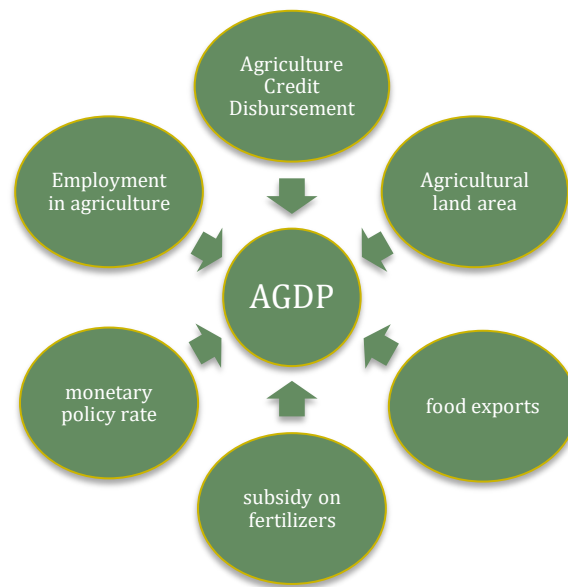 Agriculture
Credit
Disbursement
Employment
in agriculture
Agricultural
land area
AGDP
monetary
policy rate
food exports
subsidy on
fertilizers